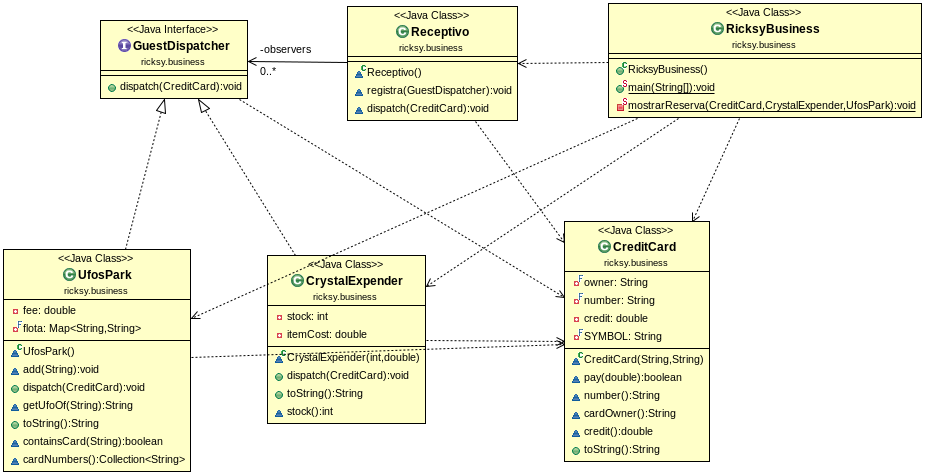 <<Java Interface>>
GuestDispatcher
ricksy.business
dispatch(CreditCard):void
-observers
0..*
<<Java Class>>
Receptivo
ricksy.business
Receptivo()
registra(GuestDispatcher):void
dispatch(CreditCard):void
<<Java Class>>
RicksyBusiness
ricksy.business
RicksyBusiness()
main(String[]):void
mostrarReserva(CreditCard,CrystalExpender,UfosPark):void
<<Java Class>>
UfosPark
ricksy.business
fee: double
flota: Map<String,String>
UfosPark()
add(String):void
dispatch(CreditCard):void
getUfoOf(String):String
toString():String
containsCard(String):boolean
cardNumbers():Collection<String>
<<Java Class>>
CrystalExpender
ricksy.business
stock: int
itemCost: double
CrystalExpender(int,double)
dispatch(CreditCard):void
toString():String
stock():int
<<Java Class>>
CreditCard
ricksy.business
owner: String
number: String
credit: double
SYMBOL: String
CreditCard(String,String)
pay(double):boolean
number():String
cardOwner():String
credit():double
toString():String